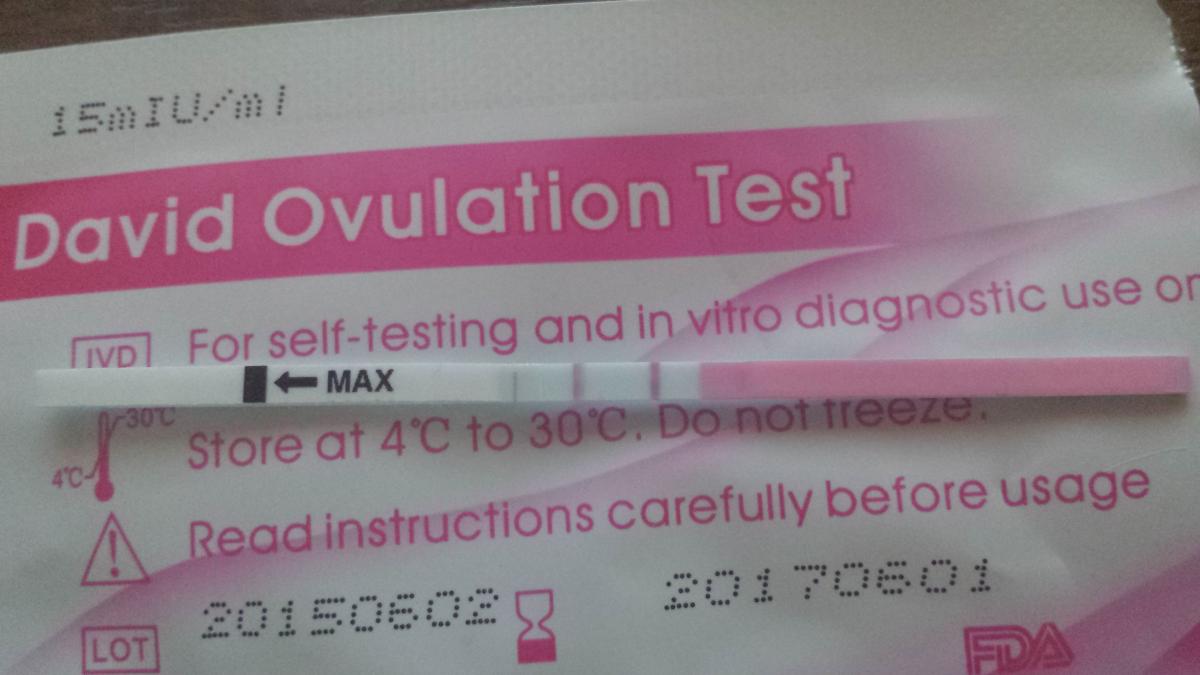 15mIU/ml
David Ovulation Test
IVD For self-testing and in vitro diagnostic use
MAX
30℃
4℃
Store at 4℃ to 30℃. Do not freeze.
Read instructions carefully before usage
LOT 20150602 20170601
FDA